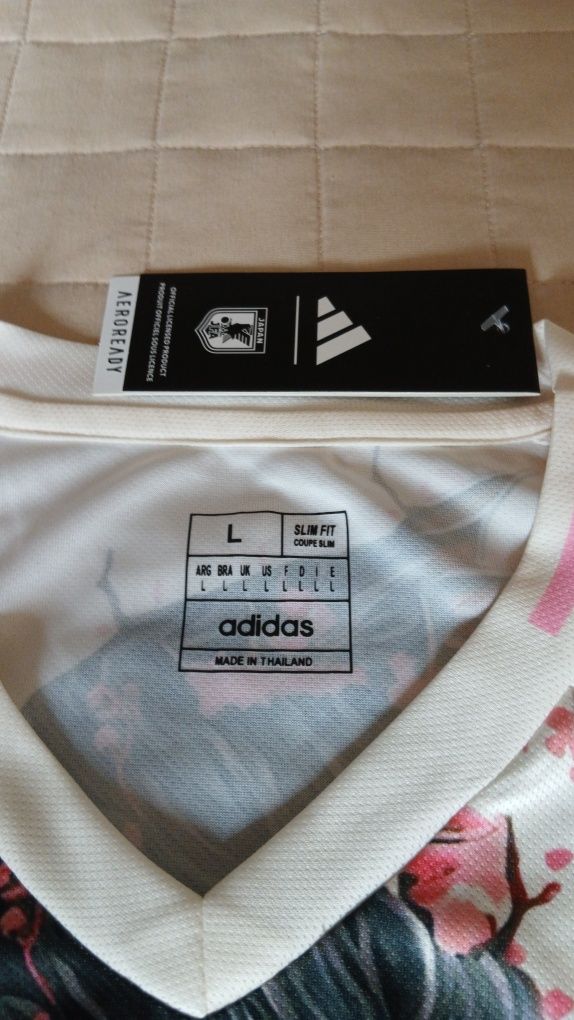 AEROREADY
OFFICIAL LICENSED PRODUCT
PRODUIT OFFICIEL SOUS LICENCE
JAPAN
JFA
L
SLIM FIT
COUPE SLIM
ARG BRA UK US F D I E
L L L L L L L L
adidas
MADE IN THAILAND